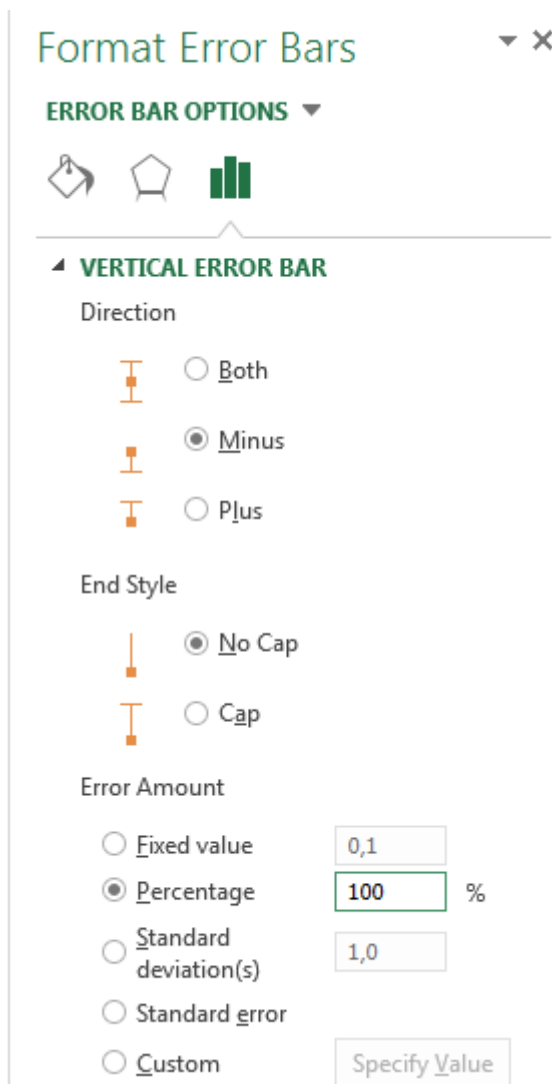 Format Error Bars
ERROR BAR OPTIONS
VERTICAL ERROR BAR
Direction
Both
Minus
Plus
End Style
No Cap
Cap
Error Amount
Fixed value 0,1
Percentage 100 %
Standard
deviation(s) 1,0
Standard error
Custom Specify Value